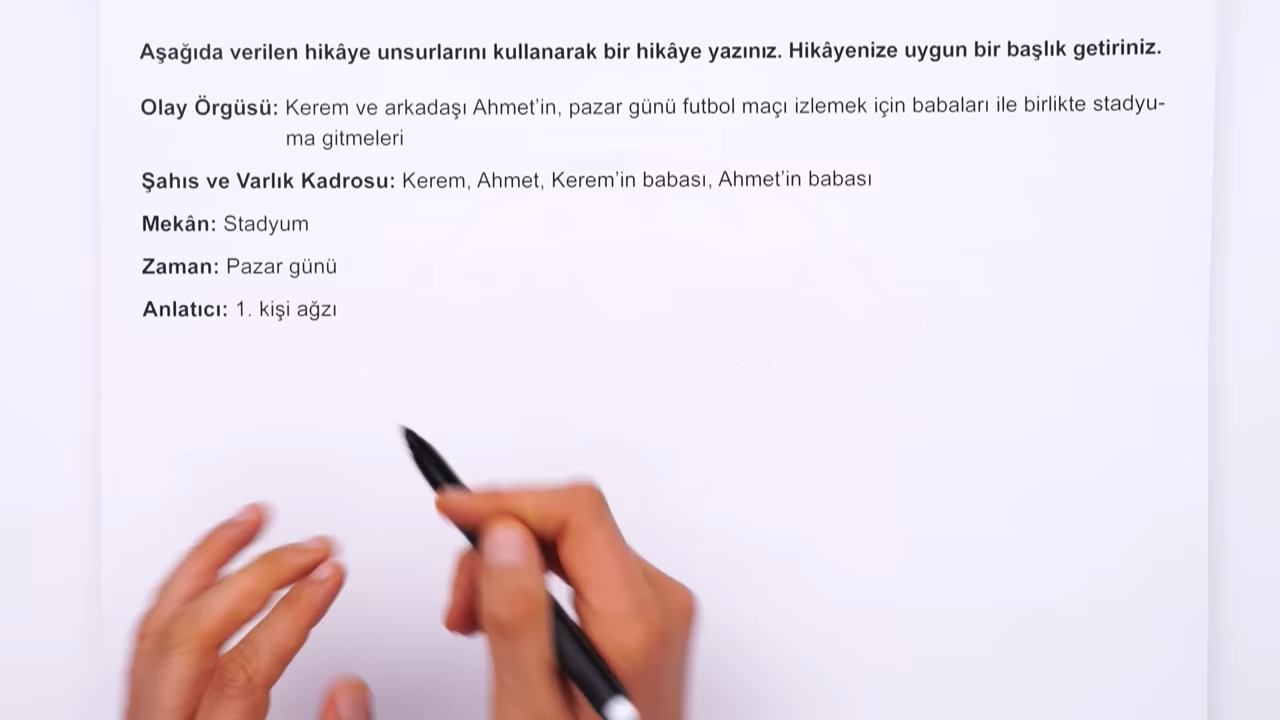 Aşağıda verilen hikâye unsurlarını kullanarak bir hikâye yazınız. Hikâyenize uygun bir başlık getiriniz.
Olay Örgüsü: Kerem ve arkadaşı Ahmet'in, pazar günü futbol maçı izlemek için babaları ile birlikte stadyu-
ma gitmeleri
Şahıs ve Varlık Kadrosu: Kerem, Ahmet, Kerem'in babası, Ahmet'in babası
Mekân: Stadyum
Zaman: Pazar günü
Anlatıcı: 1. kişi ağzı